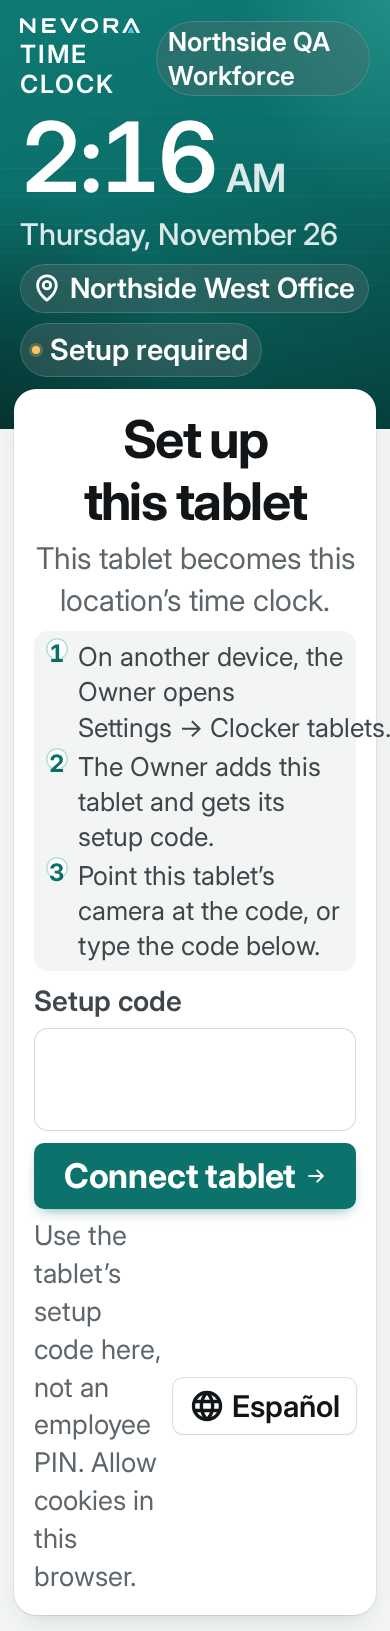 NEVORA
TIME
CLOCK
Northside QA
Workforce
2:16 AM
Thursday, November 26
Northside West Office
Setup required
Set up
this tablet
This tablet becomes this
location’s time clock.
1 On another device, the
Owner opens
Settings → Clocker tablets.
2 The Owner adds this
tablet and gets its
setup code.
3 Point this tablet’s
camera at the code, or
type the code below.
Setup code
Connect tablet →
Use the
tablet’s
setup
code here,
not an
employee
PIN. Allow
cookies in
this
browser.
Español